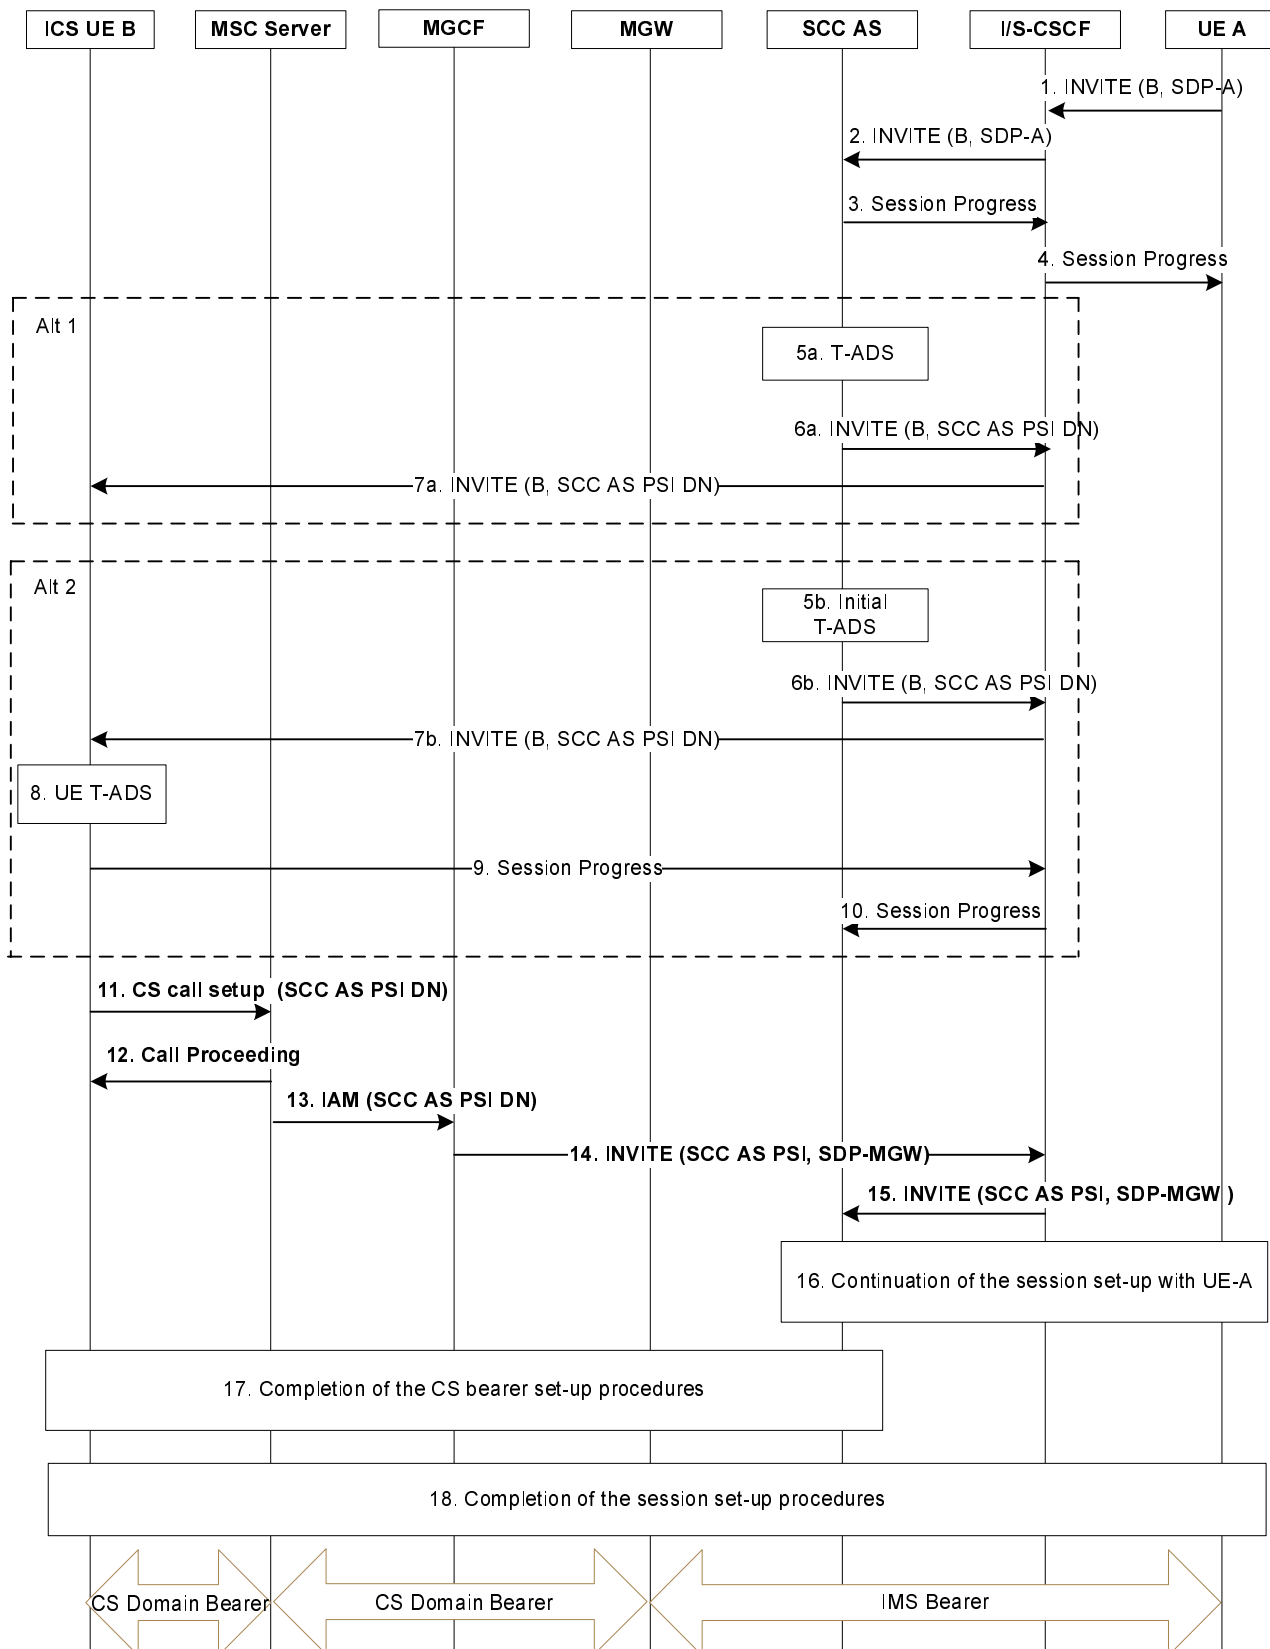 ICS UE B
MSC Server
MGCF
MGW
SCC AS
I/S-CSCF
UE A
1. INVITE (B, SDP-A)
2. INVITE (B, SDP-A)
3. Session Progress
4. Session Progress
Alt 1
5a. T-ADS
6a. INVITE (B, SCC AS PSI DN)
7a. INVITE (B, SCC AS PSI DN)
Alt 2
5b. Initial
T-ADS
6b. INVITE (B, SCC AS PSI DN)
7b. INVITE (B, SCC AS PSI DN)
8. UE T-ADS
9. Session Progress
10. Session Progress
11. CS call setup (SCC AS PSI DN)
12. Call Proceeding
13. IAM (SCC AS PSI DN)
14. INVITE (SCC AS PSI, SDP-MGW)
15. INVITE (SCC AS PSI, SDP-MGW )
16. Continuation of the session set-up with UE-A
17. Completion of the CS bearer set-up procedures
18. Completion of the session set-up procedures
CS Domain Bearer
CS Domain Bearer
IMS Bearer